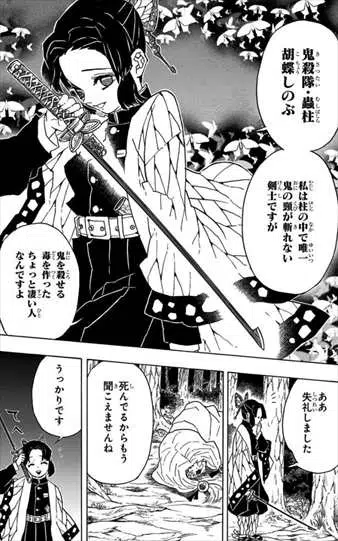 鬼殺隊・蟲柱
胡蝶しのぶ
私は柱の中で唯一
鬼の頸が斬れない
剣士ですが
鬼を殺せる
毒を作った
ちょっと凄い人
なんですよ
ああ
失礼しました
死んでるからもう
聞こえませんね
うっかりです